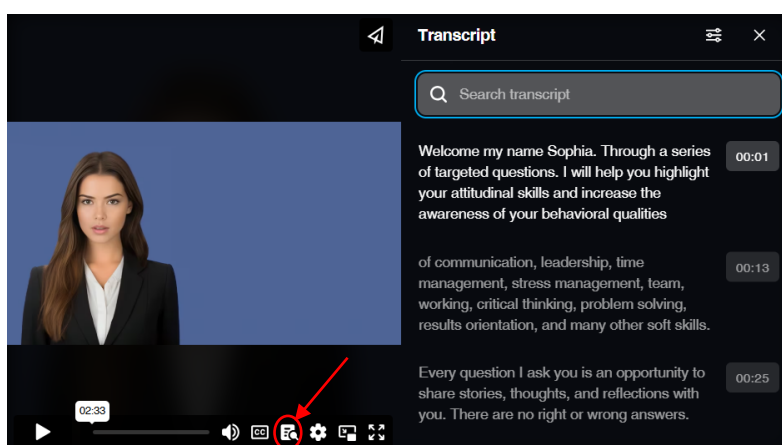 Transcript
Search transcript
Welcome my name Sophia. Through a series
of targeted questions. I will help you highlight
your attitudinal skills and increase the
awareness of your behavioral qualities
00:01
of communication, leadership, time
management, stress management, team,
working, critical thinking, problem solving,
results orientation, and many other soft skills.
00:13
Every question I ask you is an opportunity to
share stories, thoughts, and reflections with
you. There are no right or wrong answers.
00:25
02:33
CC